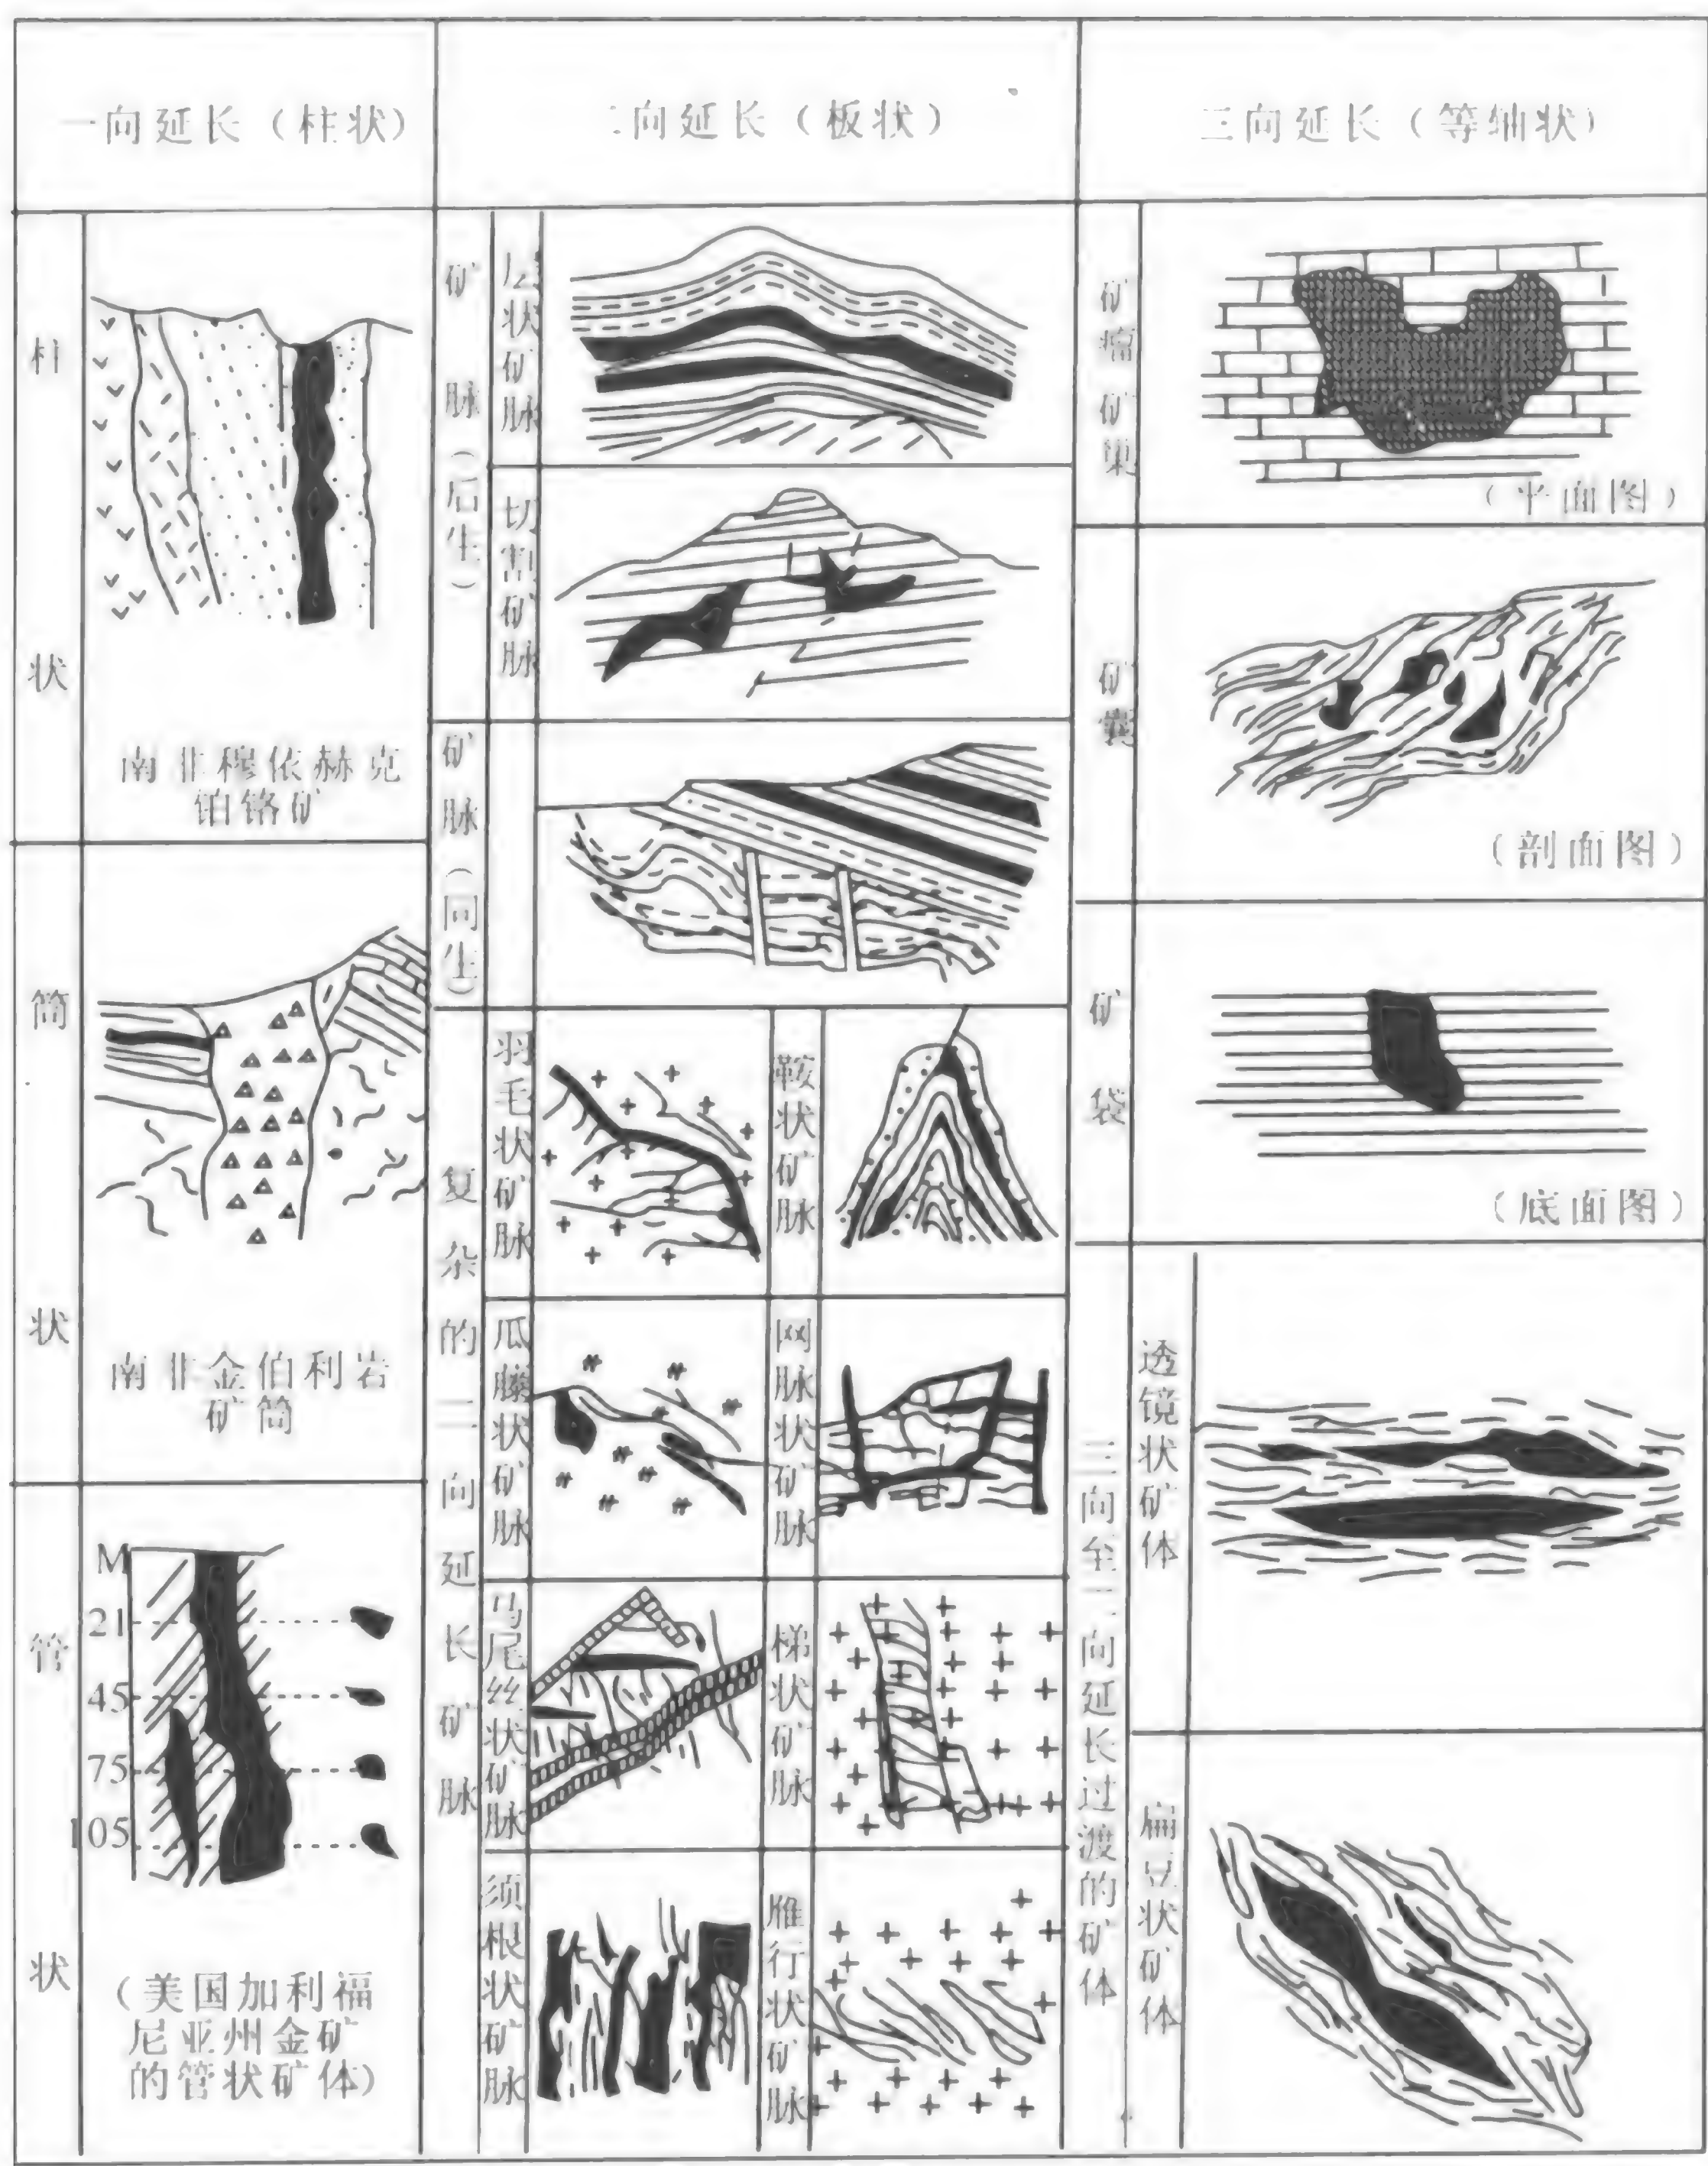 一向延长（柱状）
二向延长（板状）
三向延长（等轴状）
柱状
南非穆依赫克
铂铬矿
筒状
南非金伯利岩
矿筒
管状
M
21
45
75
105
（美国加利福
尼亚州金矿
的管状矿体）
矿脉（后生）
层状矿脉
切割矿脉
矿脉（同生）
复杂的二向延长矿脉
羽毛状矿脉
鞍状矿脉
瓜藤状矿脉
网脉状矿脉
马尾丝状矿脉
梯状矿脉
须根状矿脉
雁行状矿脉
矿瘤矿巢
（平面图）
矿囊
（剖面图）
矿袋
（底面图）
三向至二向延长过渡的矿体
透镜状矿体
扁豆状矿体